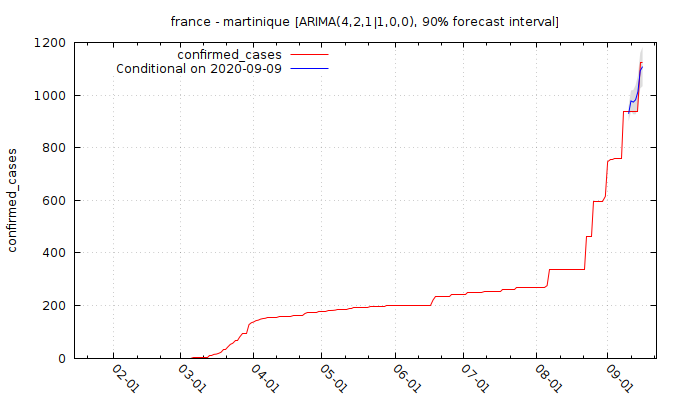 france - martinique [ARIMA(4,2,1|1,0,0), 90% forecast interval]
confirmed_cases
Conditional on 2020-09-09
confirmed_cases
1200
1000
800
600
400
200
0
02-01 03-01 04-01 05-01 06-01 07-01 08-01 09-01